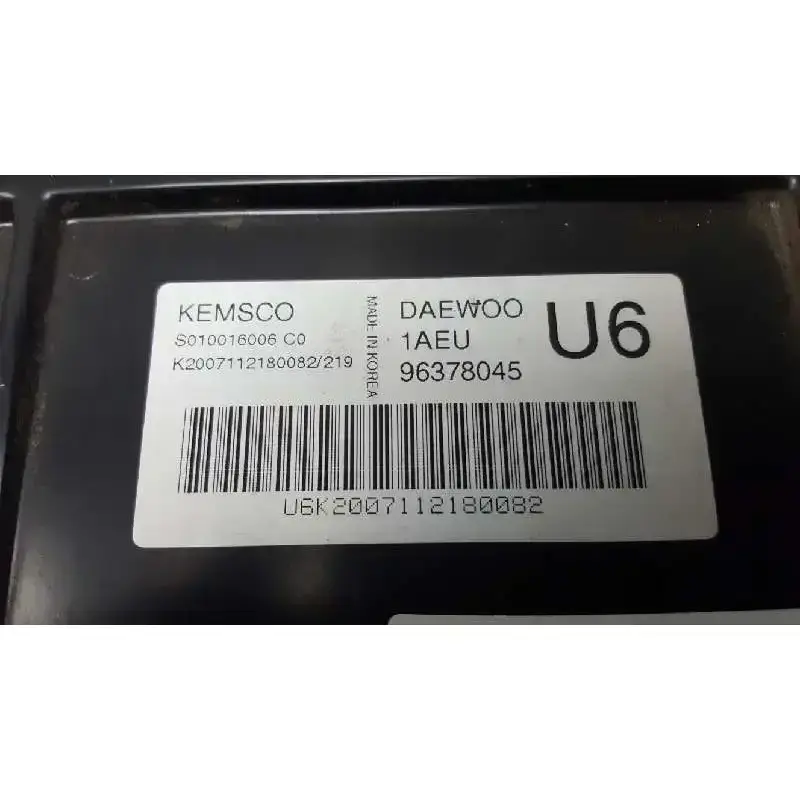 KEMSCO
S010016006 C0
K2007112180082/219
MADE IN KOREA
DAEWOO
1AEU
96378045
U6
U6K2007112180082